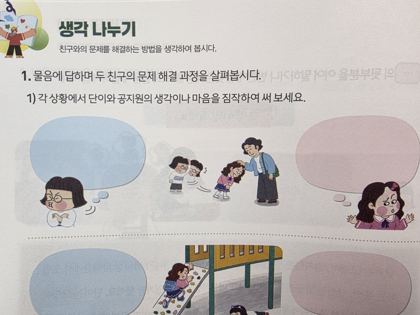 생각 나누기
친구와의 문제를 해결하는 방법을 생각하여 봅시다.
1. 물음에 답하며 두 친구의 문제 해결 과정을 살펴봅시다.
1) 각 상황에서 단이와 공지원의 생각이나 마음을 짐작하여 써 보세요.